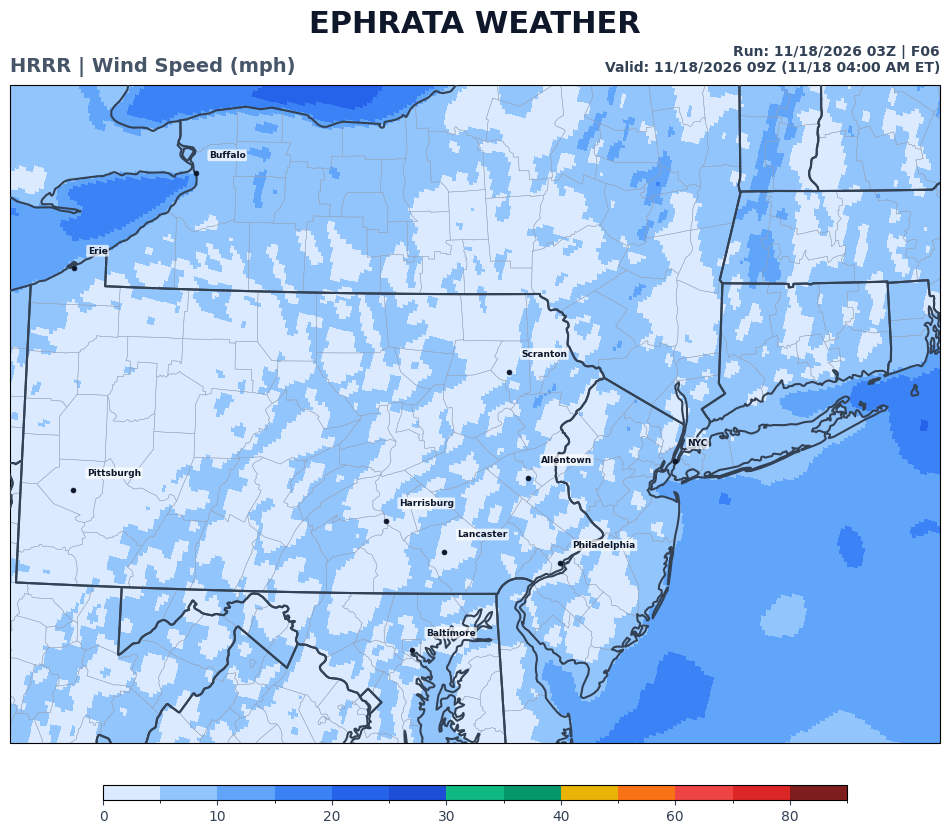 EPHRATA WEATHER
HRRR | Wind Speed (mph)
Run: 11/18/2026 03Z | F06
Valid: 11/18/2026 09Z (11/18 04:00 AM ET)
Buffalo
Erie
Scranton
NYC
Allentown
Pittsburgh
Harrisburg
Lancaster
Philadelphia
Baltimore
0 10 20 30 40 50 60 70 80